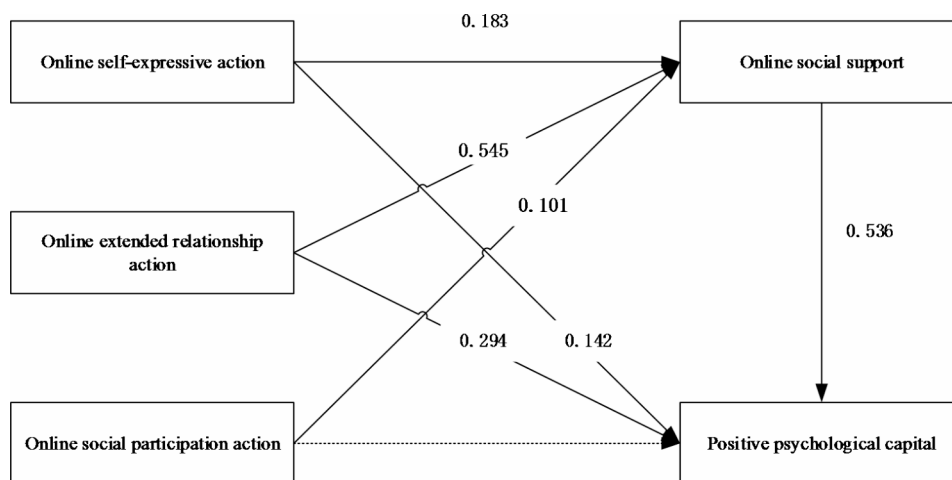 0.183
Online self-expressive action
Online social support
0.545
0.101
Online extended relationship
action
0.536
0.294
0.142
Online social participation action
Positive psychological capital